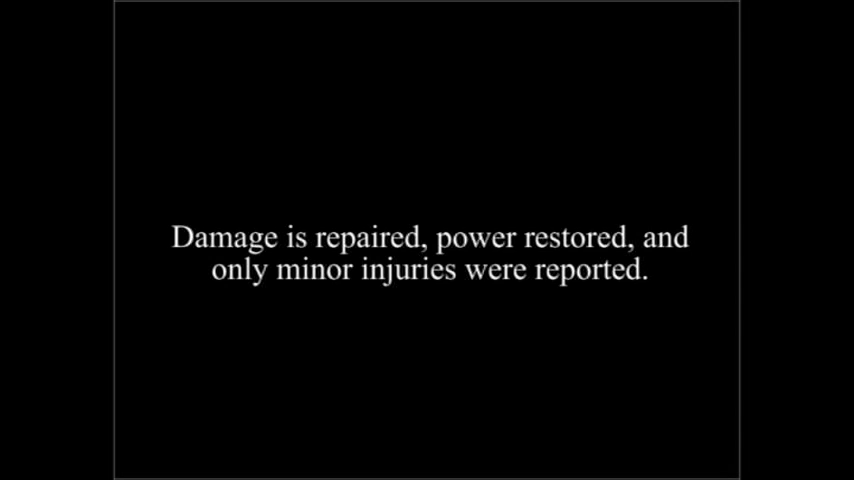 Damage is repaired, power restored, and
only minor injuries were reported.